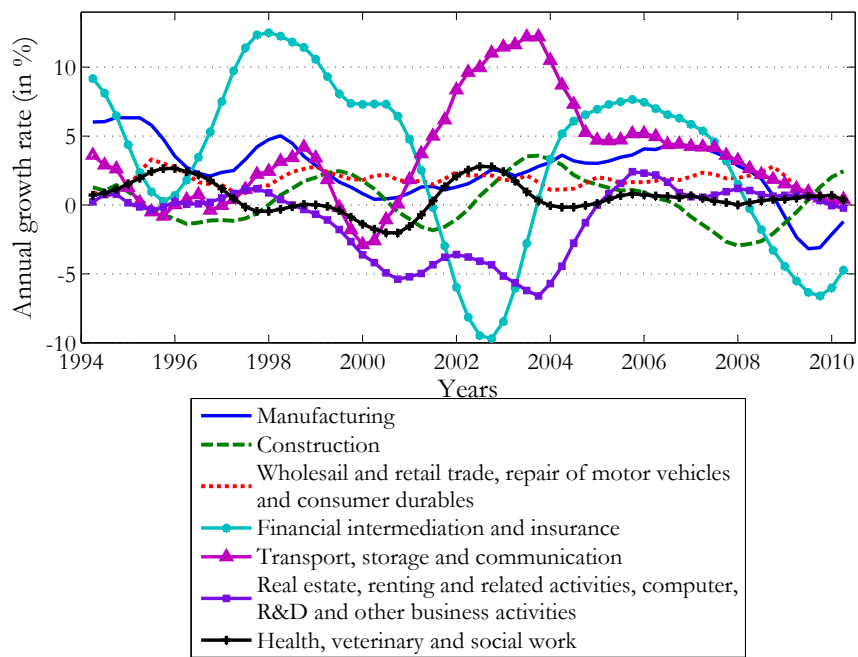 Annual growth rate (in %)
10
5
0
-5
-10
1994
1996
1998
2000
2002
2004
2006
2008
2010
Years
Manufacturing
Construction
Wholesail and retail trade, repair of motor vehicles
and consumer durables
Financial intermediation and insurance
Transport, storage and communication
Real estate, renting and related activities, computer,
R&D and other business activities
Health, veterinary and social work